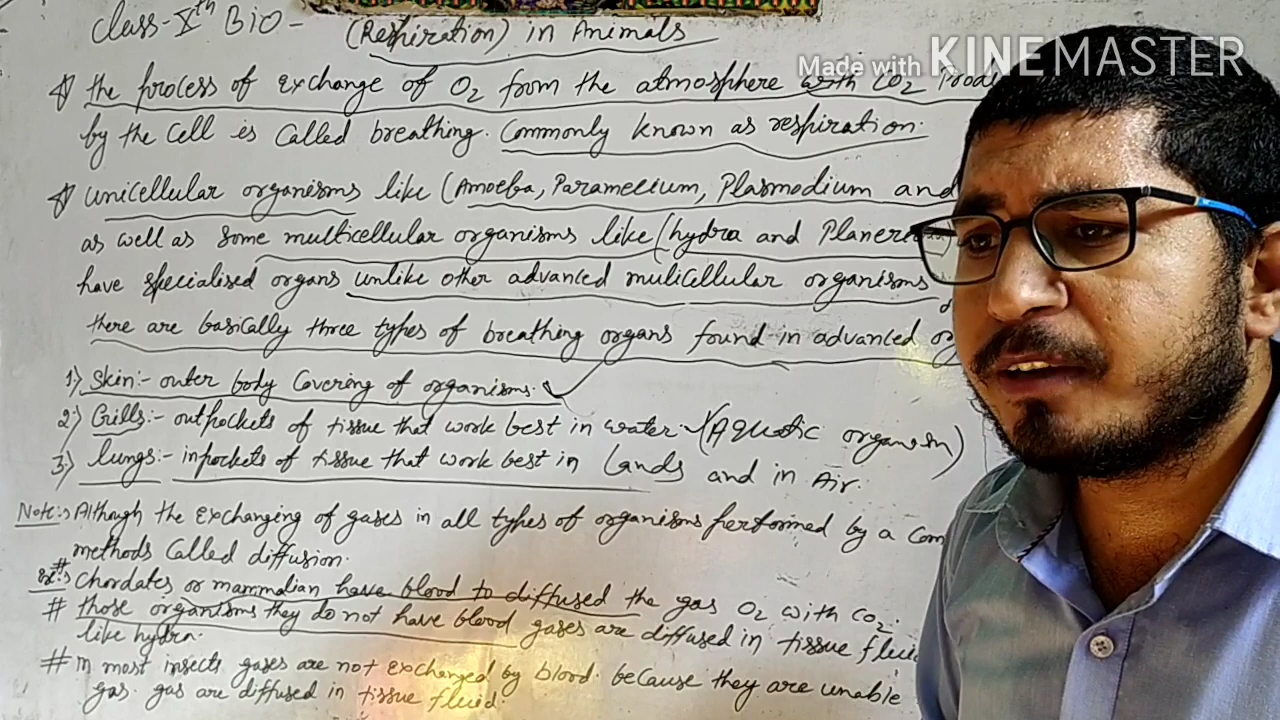 Class-Xth BIO- (Respiration) in Animals
Made with KINEMASTER
the process of exchange of O2 from the atmosphere with CO2 Produ
by the cell is called breathing. Commonly known as respiration.
unicellular organisms like (Amoeba, Paramecium, Plasmodium and
as well as some multicellular organisms like (hydra and Planeria
have specialised organs unlike other advanced mulicellular organisms
there are basically three types of breathing organs found in advanced or
1) Skin:- outer body Covering of organisms.
2) Gills:- outpockets of tissue that work best in water. (Aquatic organism)
3) lungs:- inpockets of tissue that work best in Lands and in Air.
Note:> Although the exchanging of gases in all types of organisms performed by a Com
methods called diffusion.
Ex#:> Chordates or mammalian have blood to diffused the gas O2 with CO2.
# those organisms they do not have blood gases are diffused in tissue fluid
like hydra.
# In most insects gases are not exchanged by blood. because they are unable
gas. gas are diffused in tissue fluid.